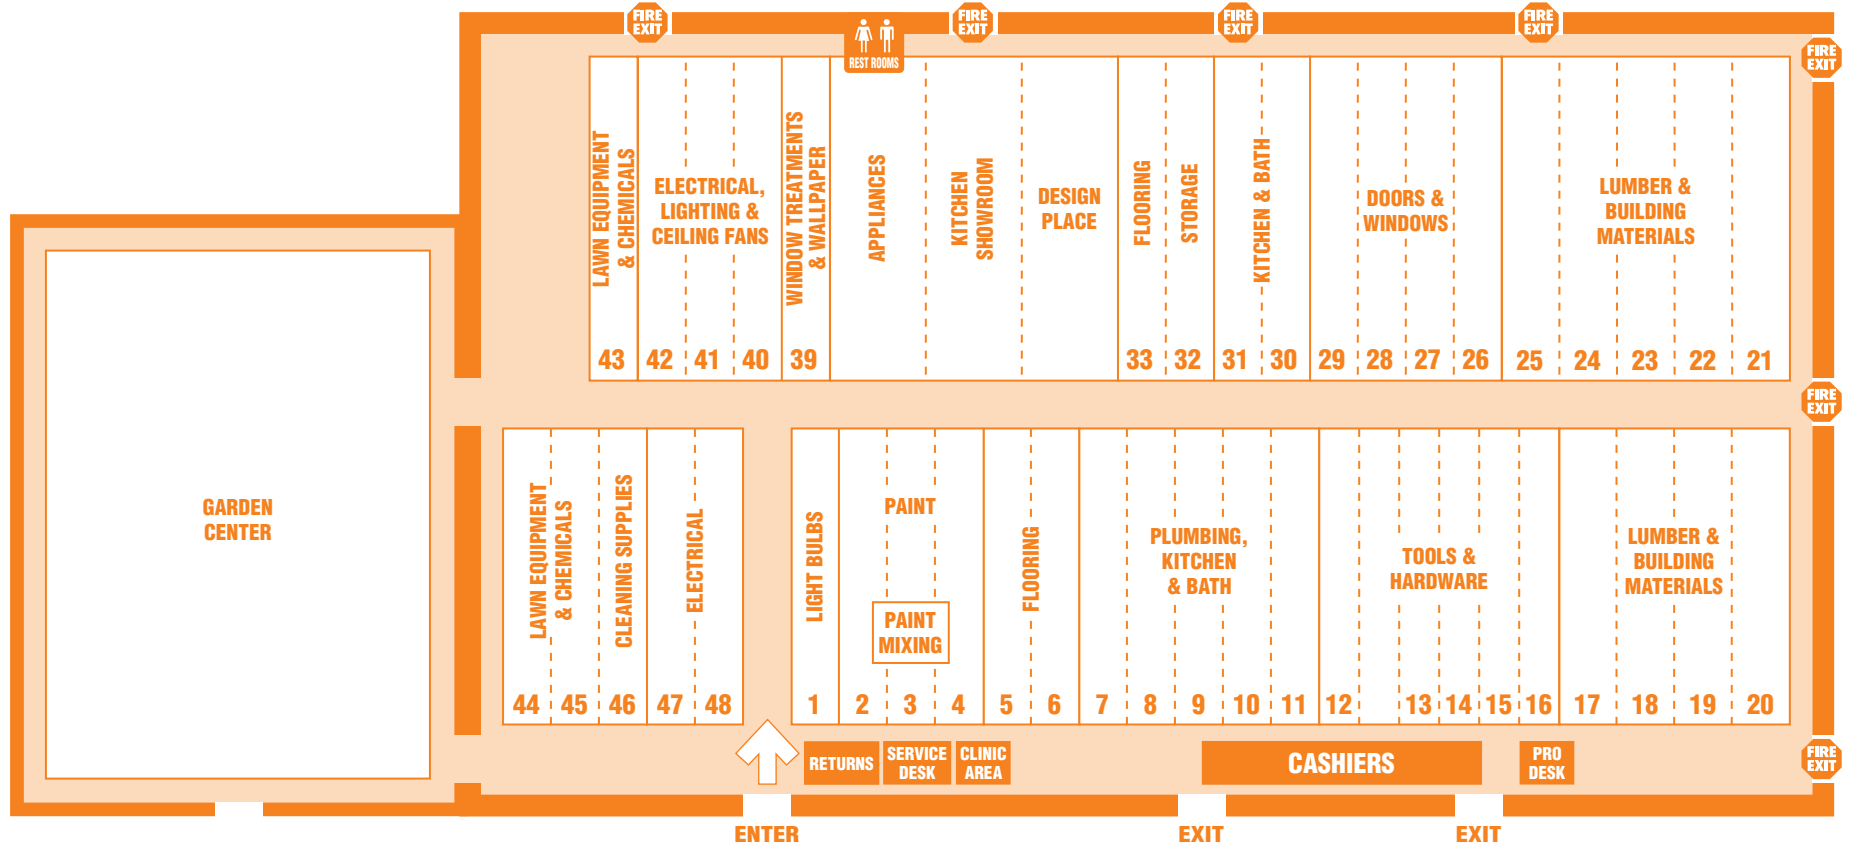 FIRE
EXIT
FIRE
EXIT
FIRE
EXIT
FIRE
EXIT
FIRE
EXIT
REST ROOMS
LAWN EQUIPMENT
& CHEMICALS
ELECTRICAL,
LIGHTING &
CEILING FANS
WINDOW TREATMENTS
& WALLPAPER
APPLIANCES
KITCHEN
SHOWROOM
DESIGN
PLACE
FLOORING
STORAGE
KITCHEN & BATH
DOORS &
WINDOWS
LUMBER &
BUILDING
MATERIALS
43 42 41 40 39 33 32 31 30 29 28 27 26 25 24 23 22 21
FIRE
EXIT
GARDEN
CENTER
LAWN EQUIPMENT
& CHEMICALS
CLEANING SUPPLIES
ELECTRICAL
LIGHT BULBS
PAINT
PAINT
MIXING
FLOORING
PLUMBING,
KITCHEN
& BATH
TOOLS &
HARDWARE
LUMBER &
BUILDING
MATERIALS
44 45 46 47 48 1 2 3 4 5 6 7 8 9 10 11 12 13 14 15 16 17 18 19 20
RETURNS
SERVICE
DESK
CLINIC
AREA
CASHIERS
PRO
DESK
FIRE
EXIT
ENTER
EXIT
EXIT